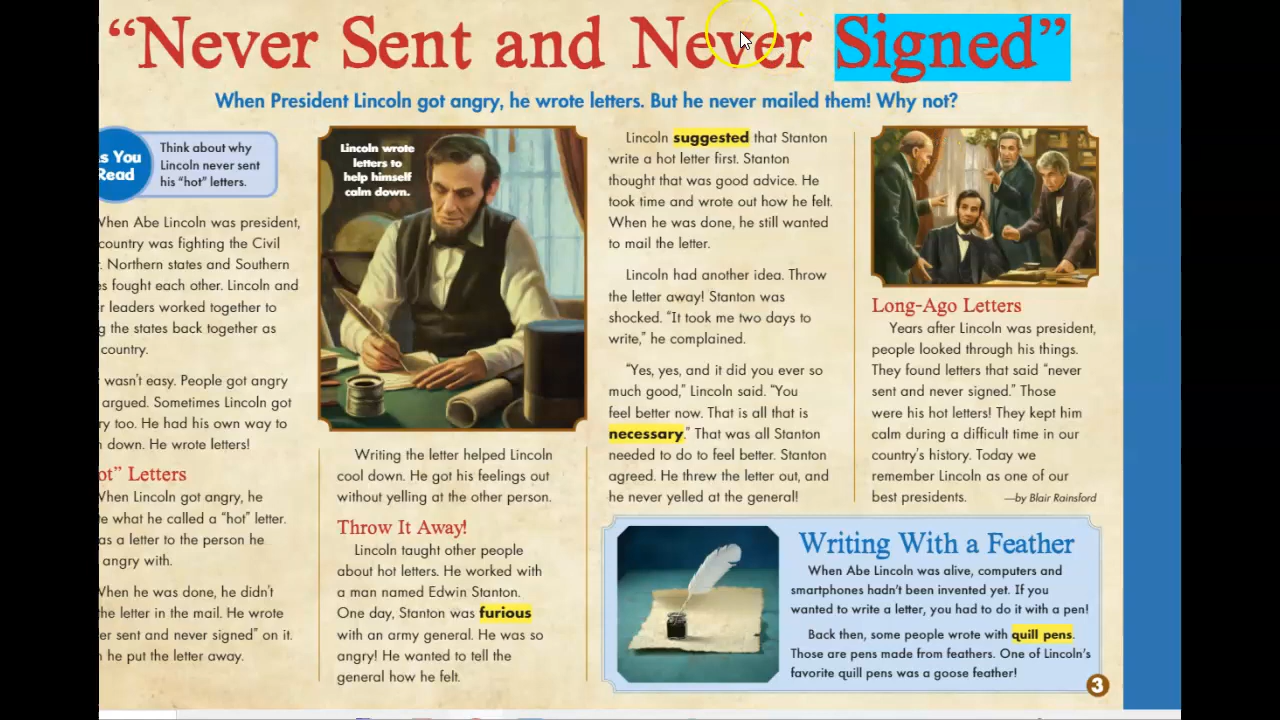 “Never Sent and Never Signed”
When President Lincoln got angry, he wrote letters. But he never mailed them! Why not?
You
Read
Think about why
Lincoln never sent
his “hot” letters.
When Abe Lincoln was president,
country was fighting the Civil
Northern states and Southern
fought each other. Lincoln and
leaders worked together to
the states back together as
country.
wasn’t easy. People got angry
argued. Sometimes Lincoln got
too. He had his own way to
down. He wrote letters!
Letters
When Lincoln got angry, he
what he called a “hot” letter.
a letter to the person he
angry with.
When he was done, he didn’t
the letter in the mail. He wrote
sent and never signed” on it.
he put the letter away.
Lincoln wrote
letters to
help himself
calm down.
Writing the letter helped Lincoln
cool down. He got his feelings out
without yelling at the other person.
Throw It Away!
Lincoln taught other people
about hot letters. He worked with
a man named Edwin Stanton.
One day, Stanton was furious
with an army general. He was so
angry! He wanted to tell the
general how he felt.
Lincoln suggested that Stanton
write a hot letter first. Stanton
thought that was good advice. He
took time and wrote out how he felt.
When he was done, he still wanted
to mail the letter.
Lincoln had another idea. Throw
the letter away! Stanton was
shocked. “It took me two days to
write,” he complained.
“Yes, yes, and it did you ever so
much good,” Lincoln said. “You
feel better now. That is all that is
necessary.” That was all Stanton
needed to do to feel better. Stanton
agreed. He threw the letter out, and
he never yelled at the general!
Long-Ago Letters
Years after Lincoln was president,
people looked through his things.
They found letters that said “never
sent and never signed.” Those
were his hot letters! They kept him
calm during a difficult time in our
country’s history. Today we
remember Lincoln as one of our
best presidents. —by Blair Rainsford
Writing With a Feather
When Abe Lincoln was alive, computers and
smartphones hadn’t been invented yet. If you
wanted to write a letter, you had to do it with a pen!
Back then, some people wrote with quill pens.
Those are pens made from feathers. One of Lincoln’s
favorite quill pens was a goose feather!
3